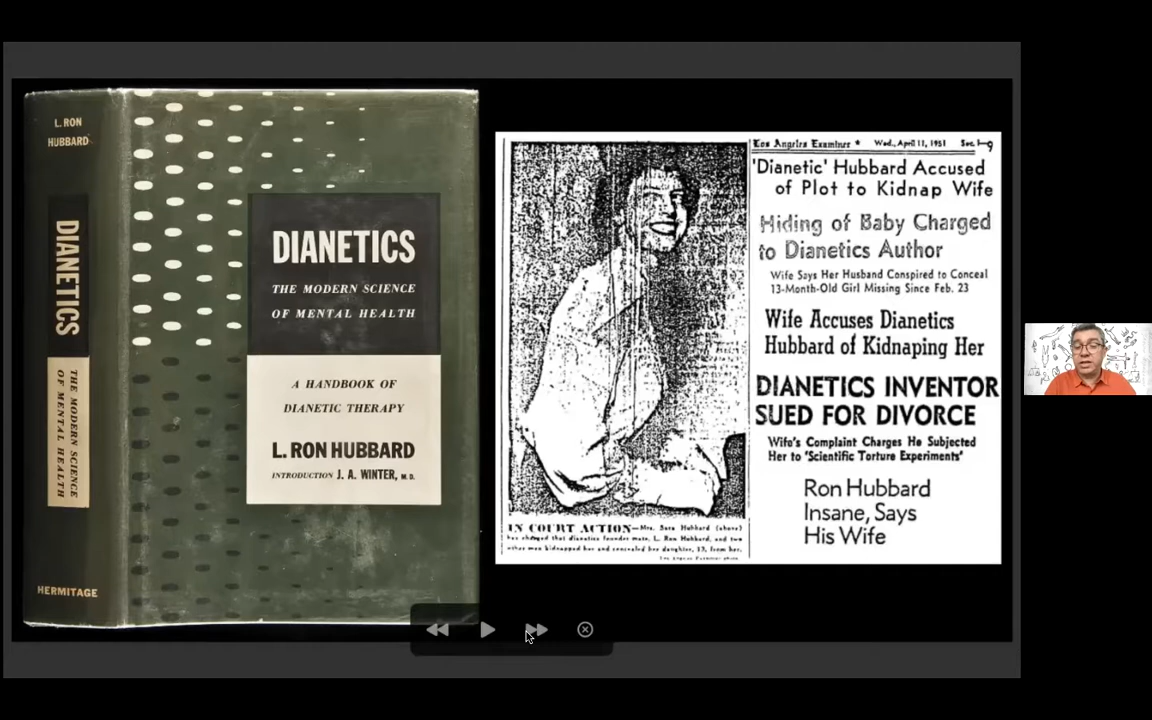 L. RON
HUBBARD
DIANETICS
THE MODERN SCIENCE
OF MENTAL HEALTH
HERMITAGE
DIANETICS
THE MODERN SCIENCE
OF MENTAL HEALTH
A HANDBOOK OF
DIANETIC THERAPY
L. RON HUBBARD
INTRODUCTION J. A. WINTER, M.D.
Los Angeles Examiner ★ Wed., April 11, 1951 Sec. I—9
'Dianetic' Hubbard Accused
of Plot to Kidnap Wife
Hiding of Baby Charged
to Dianetics Author
Wife Says Her Husband Conspired to Conceal
13-Month-Old Girl Missing Since Feb. 23
Wife Accuses Dianetics
Hubbard of Kidnaping Her
DIANETICS INVENTOR
SUED FOR DIVORCE
Wife's Complaint Charges He Subjected
Her to 'Scientific Torture Experiments'
Ron Hubbard
Insane, Says
His Wife
IN COURT ACTION—Mrs. Sara Hubbard (above)
has charged that dianetics founder mate, L. Ron Hubbard, and two
other men kidnapped her and concealed her daughter, 13, from her.